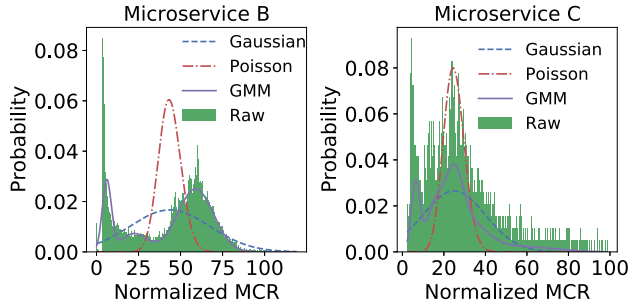 Microservice B
Probability
0.08
0.06
0.04
0.02
0.00
Gaussian
Poisson
GMM
Raw
0 25 50 75 100
Normalized MCR
Microservice C
Probability
0.08
0.06
0.04
0.02
0.00
Gaussian
Poisson
GMM
Raw
0 20 40 60 80 100
Normalized MCR